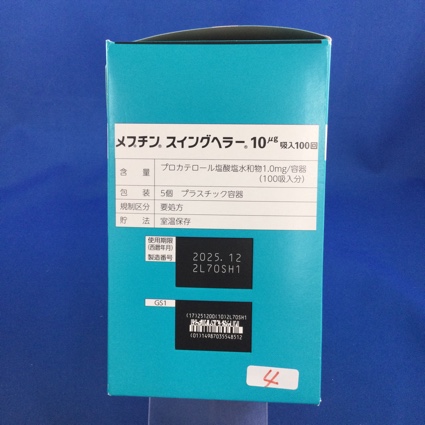 メプチン® スイングヘラー® 10μg 吸入100回
含量 プロカテロール塩酸塩水和物1.0mg/容器
(100吸入分)
包装 5個 プラスチック容器
規制区分 要処方
貯法 室温保存
使用期限
(西暦年月)
製造番号
2025. 12
2L70SH1
GS1
(17)251200(10)2L70SH1
(01)14987035548512
4